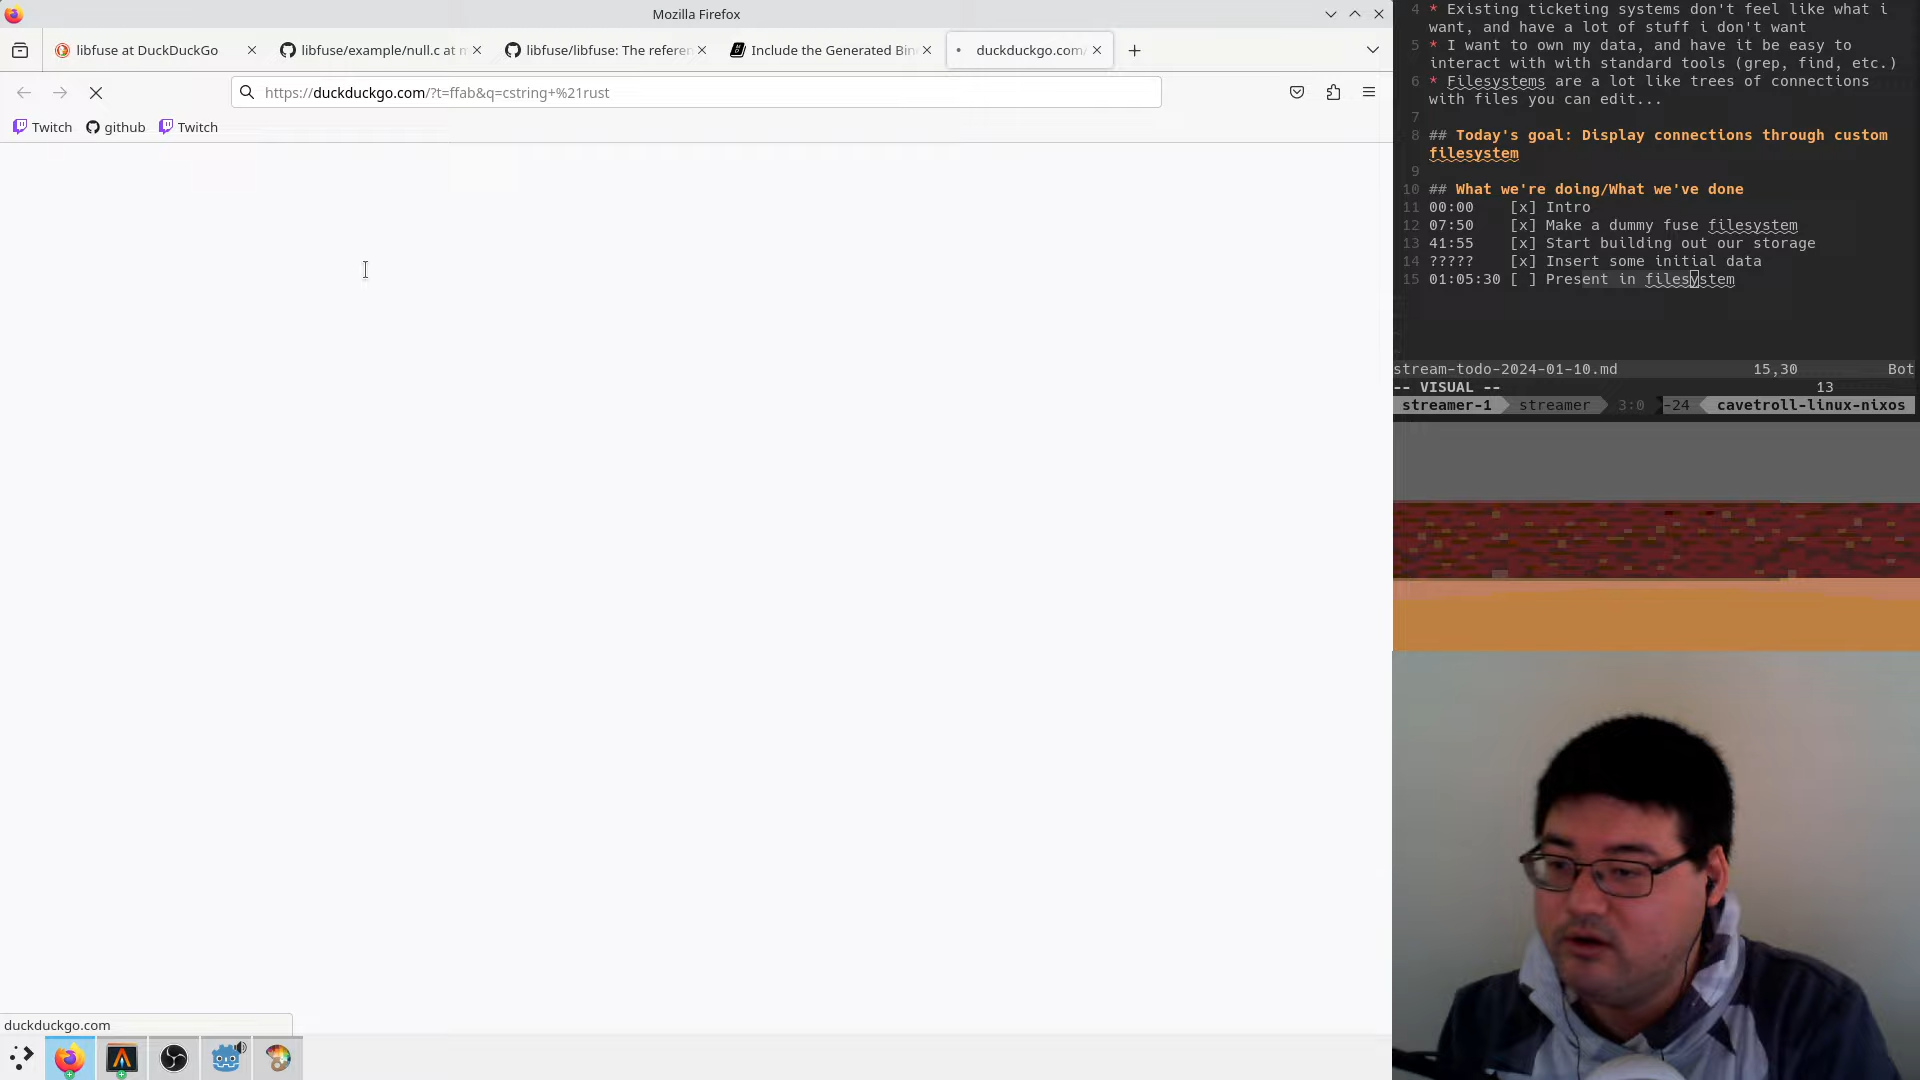 Mozilla Firefox
libfuse at DuckDuckGo
libfuse/example/null.c at m
libfuse/libfuse: The referen
Include the Generated Bin
duckduckgo.com/
https://duckduckgo.com/?t=ffab&q=cstring+%21rust
Twitch
github
Twitch
duckduckgo.com
4 * Existing ticketing systems don't feel like what i
want, and have a lot of stuff i don't want
5 * I want to own my data, and have it be easy to
interact with with standard tools (grep, find, etc.)
6 * Filesystems are a lot like trees of connections
with files you can edit...
7
8 ## Today's goal: Display connections through custom
filesystem
9
10 ## What we're doing/What we've done
11 00:00 [x] Intro
12 07:50 [x] Make a dummy fuse filesystem
13 41:55 [x] Start building out our storage
14 ????? [x] Insert some initial data
15 01:05:30 [ ] Present in filesystem
stream-todo-2024-01-10.md 15,30 Bot
-- VISUAL -- 13
streamer-1 streamer 3:0 -24 cavetroll-linux-nixos